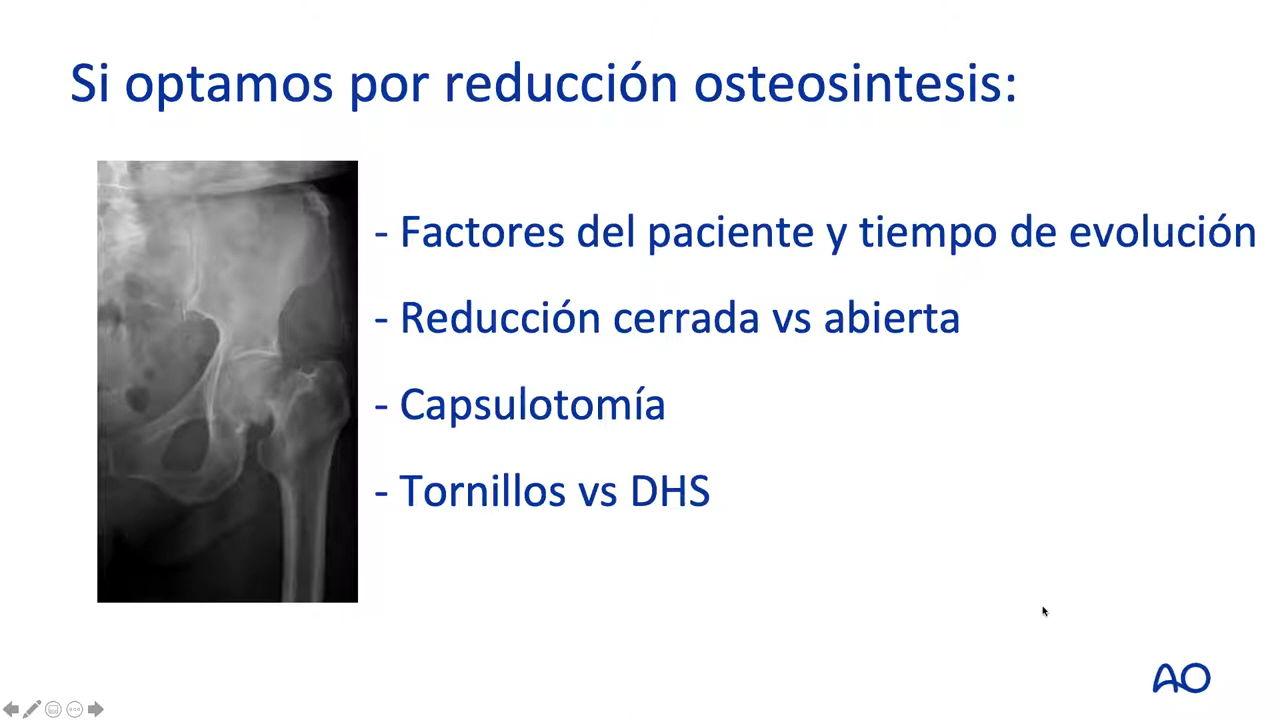 Si optamos por reducción osteosintesis:
- Factores del paciente y tiempo de evolución
- Reducción cerrada vs abierta
- Capsulotomía
- Tornillos vs DHS
AO